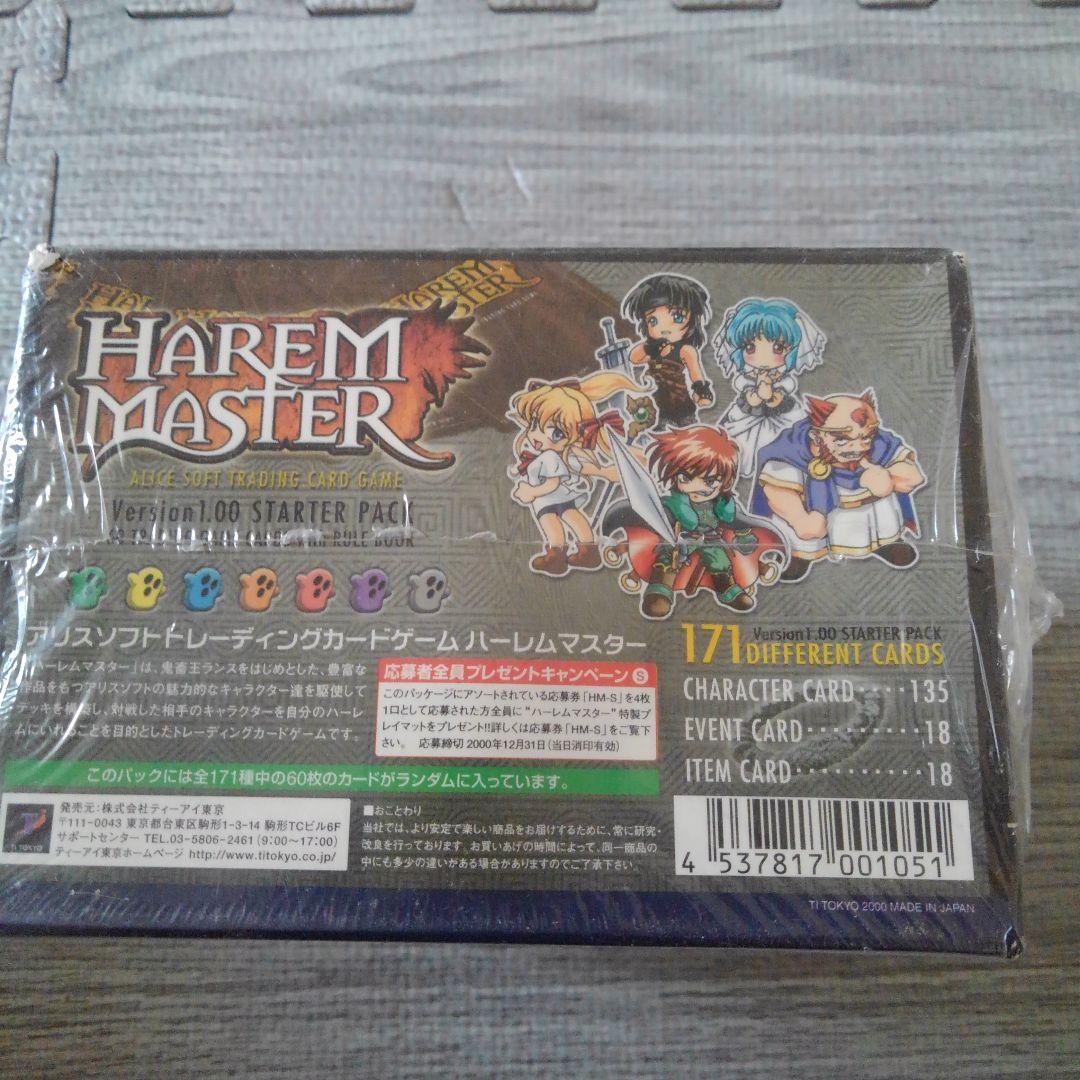 HAREM
MASTER
HAREM
MASTER
ALICE SOFT TRADING CARD GAME
Version1.00 STARTER PACK
RULE BOOK
アリスソフトトレーディングカードゲーム ハーレムマスター
ハーレムマスター」は、鬼畜王ランスをはじめとした、豊富な
作品をもつアリスソフトの魅力的なキャラクター達を駆使して
デッキを構築し、対戦した相手のキャラクターを自分のハーレ
ムにいれることを目的としたトレーディングカードゲームです。
応募者全員プレゼントキャンペーン S
このパッケージにアソートされている応募券「HM-S」を4枚
1口として応募された方全員に"ハーレムマスター"特製プ
レイマットをプレゼント!!詳しくは応募券「HM-S」をご覧下
さい。 応募締切 2000年12月31日(当日消印有効)
このパックには全171種中の60枚のカードがランダムに入っています。
171 Version1.00 STARTER PACK
DIFFERENT CARDS
CHARACTER CARD････135
EVENT CARD･････････18
ITEM CARD･･････････18
TI TOKYO
発売元:株式会社ティーアイ東京
〒111-0043 東京都台東区駒形1-3-14 駒形TCビル6F
サポートセンター TEL.03-5806-2461(9:00〜17:00)
ティーアイ東京ホームページ http://www.titokyo.co.jp/
■おことわり
当社では、より安定で楽しい商品をお届けするために、常に研究・
改良を行っております。お買いあげの時間によって、同一商品の
中にも多少の違いがある場合がありますのでご了承下さい。
4 537817 001051
TI TOKYO 2000 MADE IN JAPAN